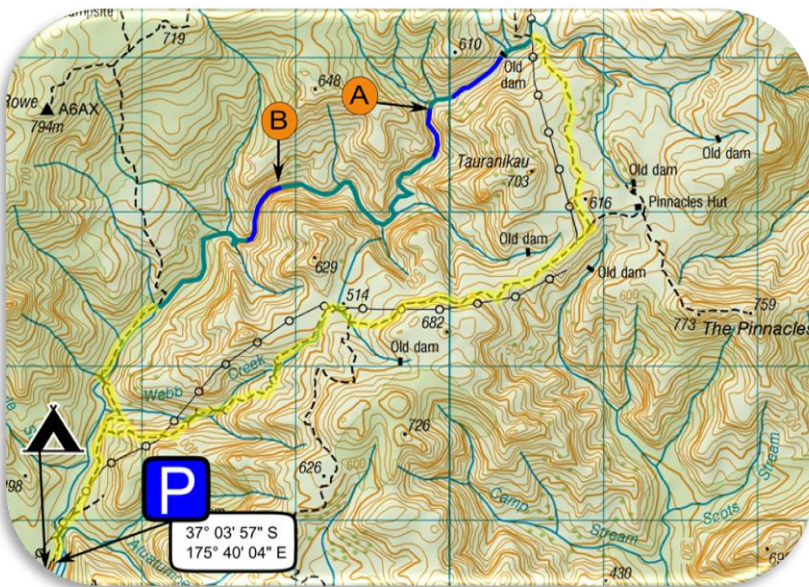 719
610
648
Old
dam
A
Rowe
A6AX
794m
B
Tauranikau
703
Old dam
Old dam
616
Pinnacles Hut
Old dam
Old dam
629
514
682
759
773
The Pinnacles
Old dam
Webb
Creek
726
626
600
P
37° 03' 57" S
175° 40' 04" E
Camp
Stream
Scots
Stream
430